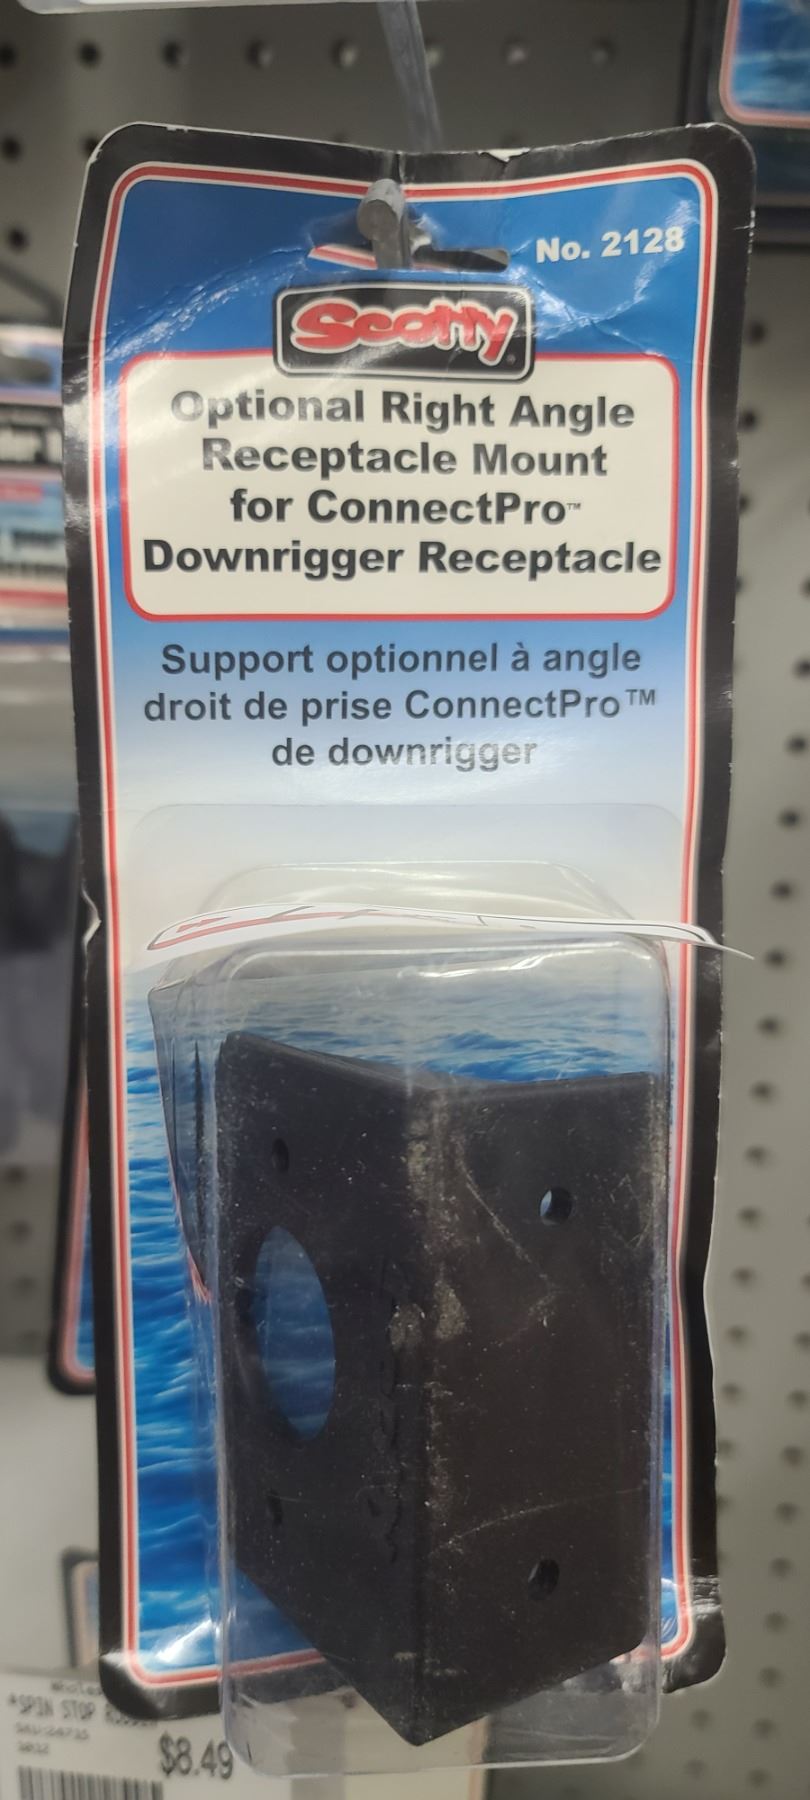 No. 2128
Scotty
Optional Right Angle
Receptacle Mount
for ConnectPro™
Downrigger Receptacle
Support optionnel à angle
droit de prise ConnectPro™
de downrigger
*SPIN STOP
$8.49